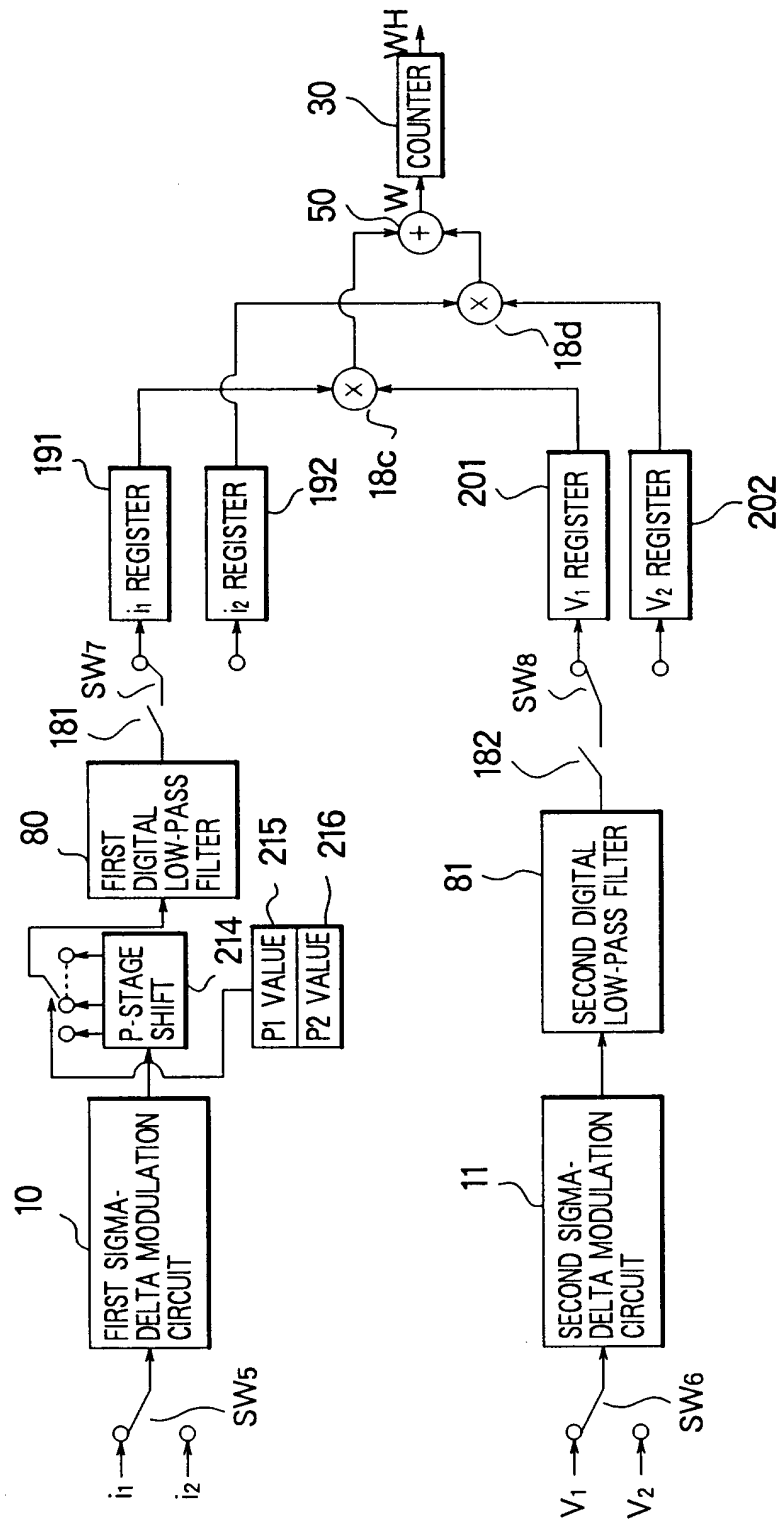 i1
i2
SW5
10
FIRST SIGMA-
DELTA MODULATION
CIRCUIT
P-STAGE
SHIFT
214
P1 VALUE
P2 VALUE
215
216
80
FIRST
DIGITAL
LOW-PASS
FILTER
181
SW7
191
i1 REGISTER
i2 REGISTER
192
18c
18d
50
+
X
X
W
30
COUNTER
WH
V1
V2
SW6
11
SECOND SIGMA-
DELTA MODULATION
CIRCUIT
81
SECOND DIGITAL
LOW-PASS FILTER
182
SW8
201
V1 REGISTER
V2 REGISTER
202